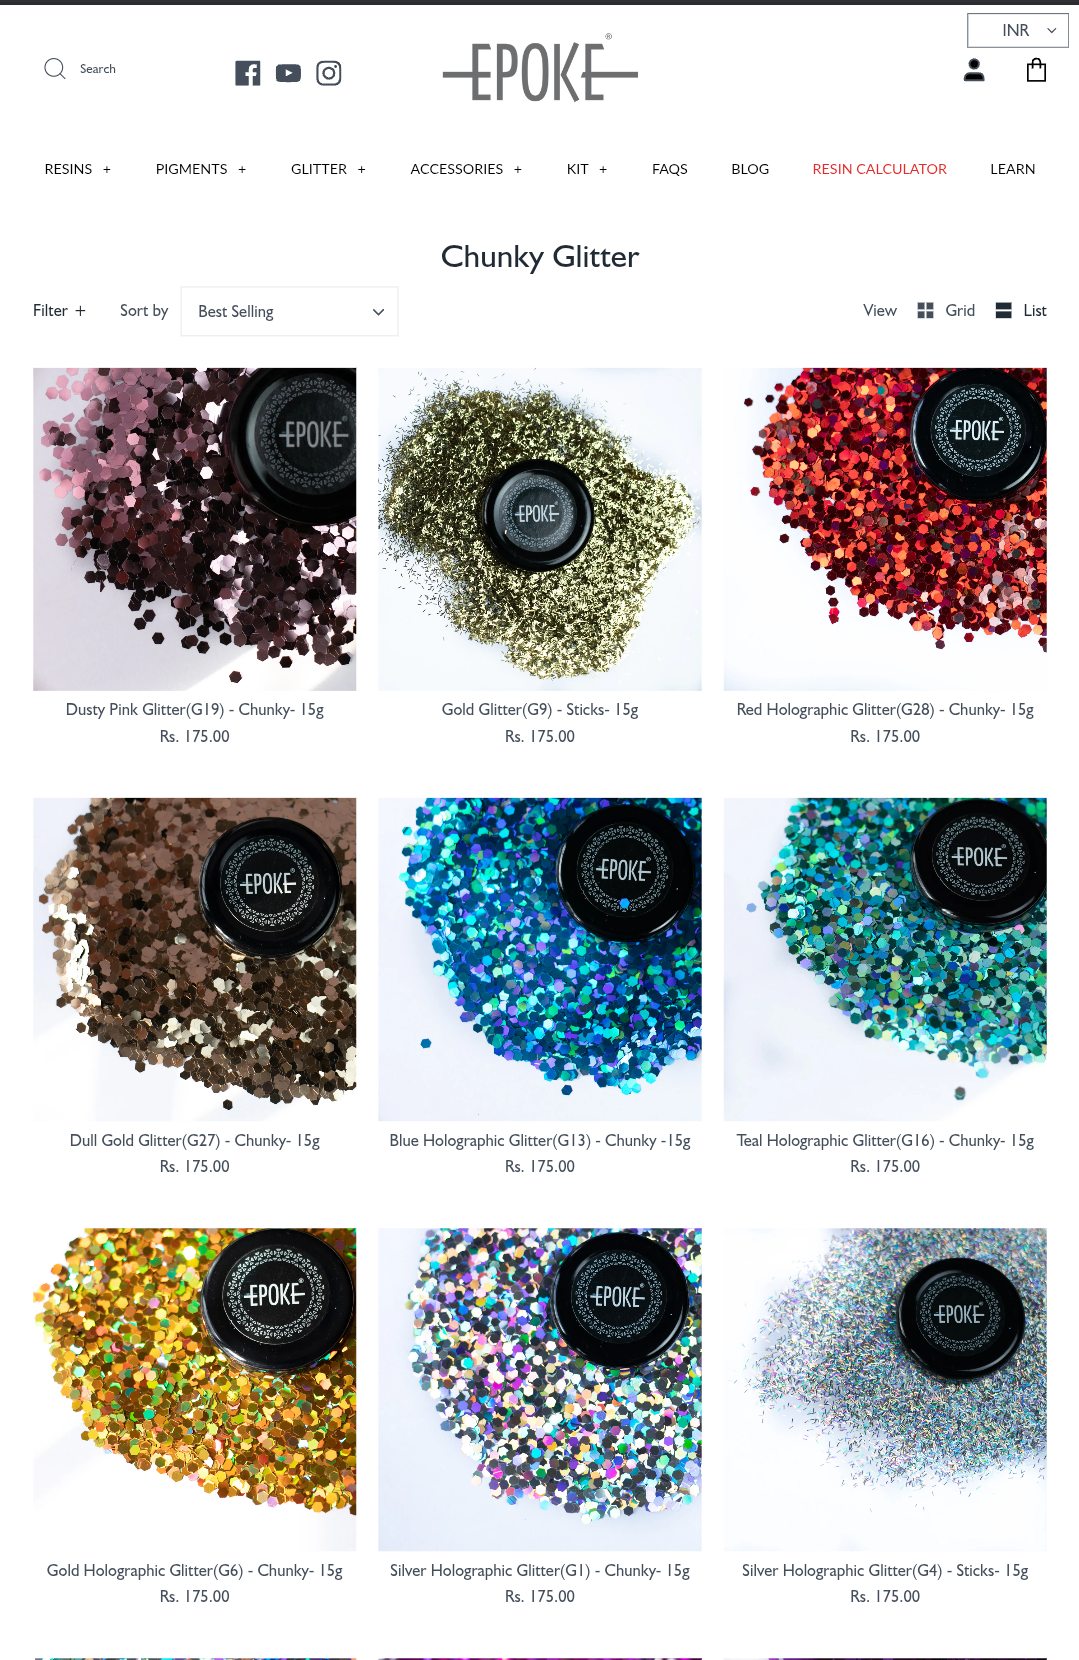 INR
Search
EPOKE®
RESINS +
PIGMENTS +
GLITTER +
ACCESSORIES +
KIT +
FAQS
BLOG
RESIN CALCULATOR
LEARN
Chunky Glitter
Filter +
Sort by
Best Selling
View
Grid
List
EPOKE®
EPOKE®
EPOKE®
Dusty Pink Glitter(G19) - Chunky- 15g
Rs. 175.00
Gold Glitter(G9) - Sticks- 15g
Rs. 175.00
Red Holographic Glitter(G28) - Chunky- 15g
Rs. 175.00
EPOKE®
EPOKE®
EPOKE®
Dull Gold Glitter(G27) - Chunky- 15g
Rs. 175.00
Blue Holographic Glitter(G13) - Chunky -15g
Rs. 175.00
Teal Holographic Glitter(G16) - Chunky- 15g
Rs. 175.00
EPOKE®
EPOKE®
EPOKE®
Gold Holographic Glitter(G6) - Chunky- 15g
Rs. 175.00
Silver Holographic Glitter(G1) - Chunky- 15g
Rs. 175.00
Silver Holographic Glitter(G4) - Sticks- 15g
Rs. 175.00